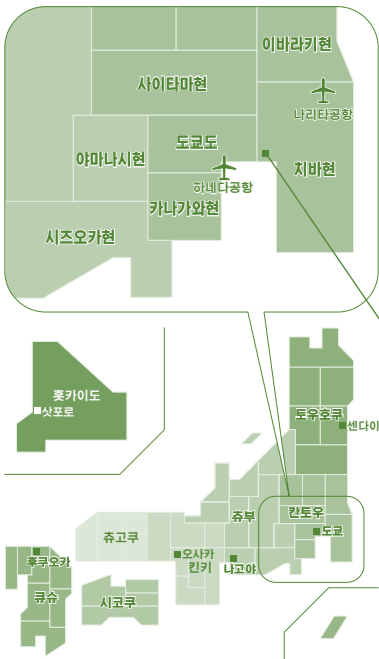 이바라키현
사이타마현
나리타공항
도쿄도
야마나시현
치바현
하네다공항
카나가와현
시즈오카현
홋카이도
삿포로
토우호쿠
센다이
칸토우
츄부
도쿄
츄고쿠
오사카
킨키
나고야
후쿠오카
큐슈
시코쿠